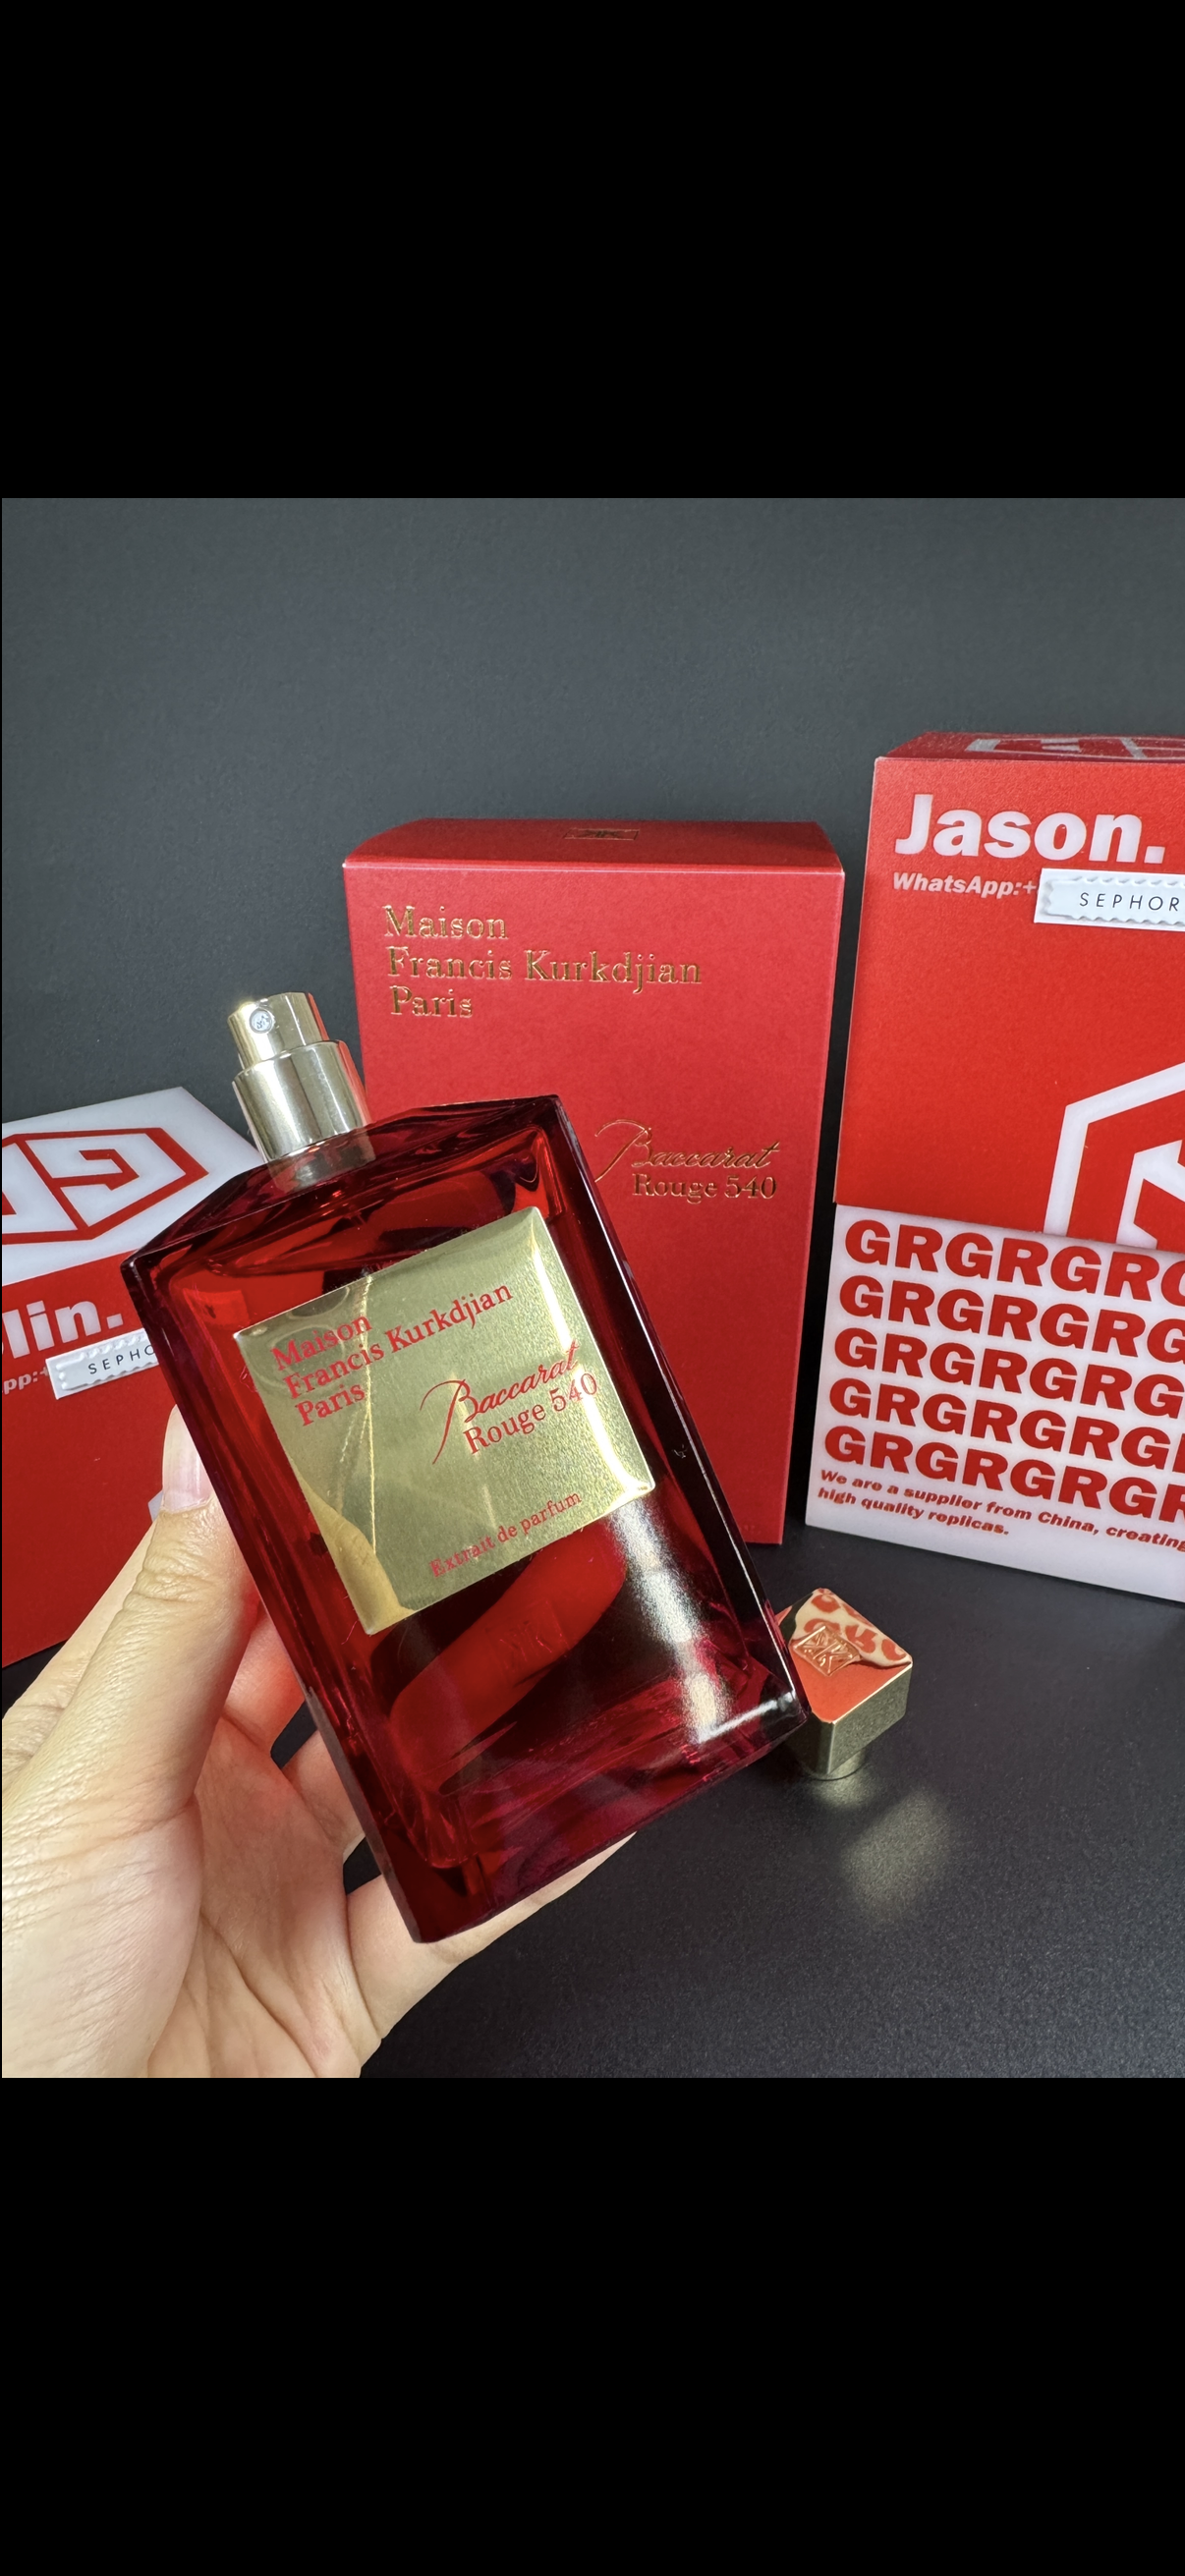 Jason.
WhatsApp:+
SEPHOR
Maison
Francis Kurkdjian
Paris
Baccarat
Rouge 540
lin.
pp:+
SEPHO
Maison
Francis Kurkdjian
Paris
Baccarat
Rouge 540
Extrait de parfum
GRGRGRG
GRGRGRG
GRGRGRG
GRGRGRG
GRGRGRGR
We are a supplier from China, creating
high quality replicas.